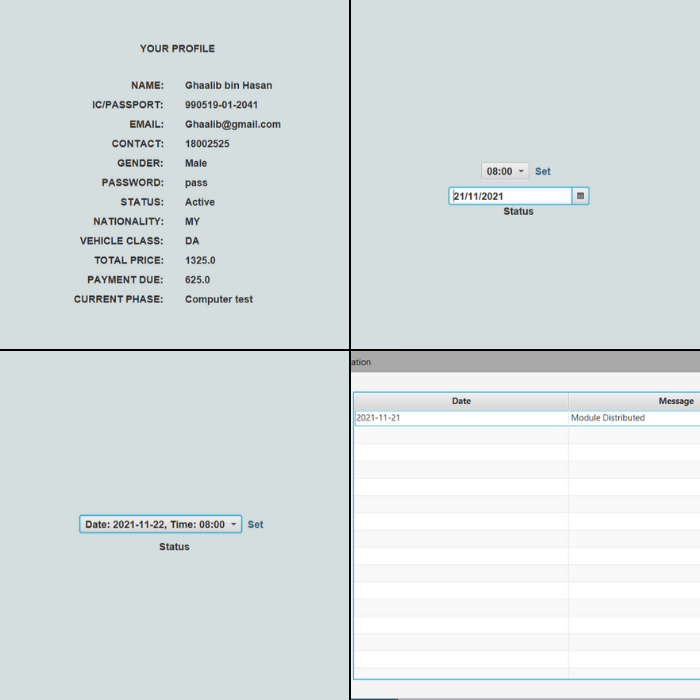 YOUR PROFILE
NAME: Ghaalib bin Hasan
IC/PASSPORT: 990519-01-2041
EMAIL: Ghaalib@gmail.com
CONTACT: 18002525
GENDER: Male
PASSWORD: pass
STATUS: Active
NATIONALITY: MY
VEHICLE CLASS: DA
TOTAL PRICE: 1325.0
PAYMENT DUE: 625.0
CURRENT PHASE: Computer test
08:00 Set
21/11/2021
Status
Date: 2021-11-22, Time: 08:00 Set
Status
ation
Date Message
2021-11-21 Module Distributed